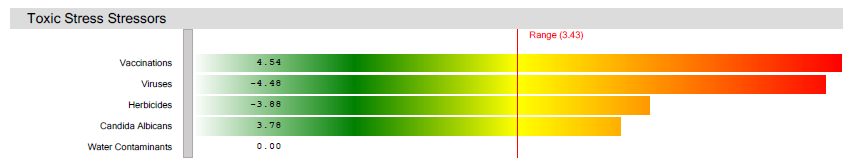 Toxic Stress Stressors
Range (3.43)
Vaccinations 4.54
Viruses -4.48
Herbicides -3.88
Candida Albicans 3.78
Water Contaminants 0.00